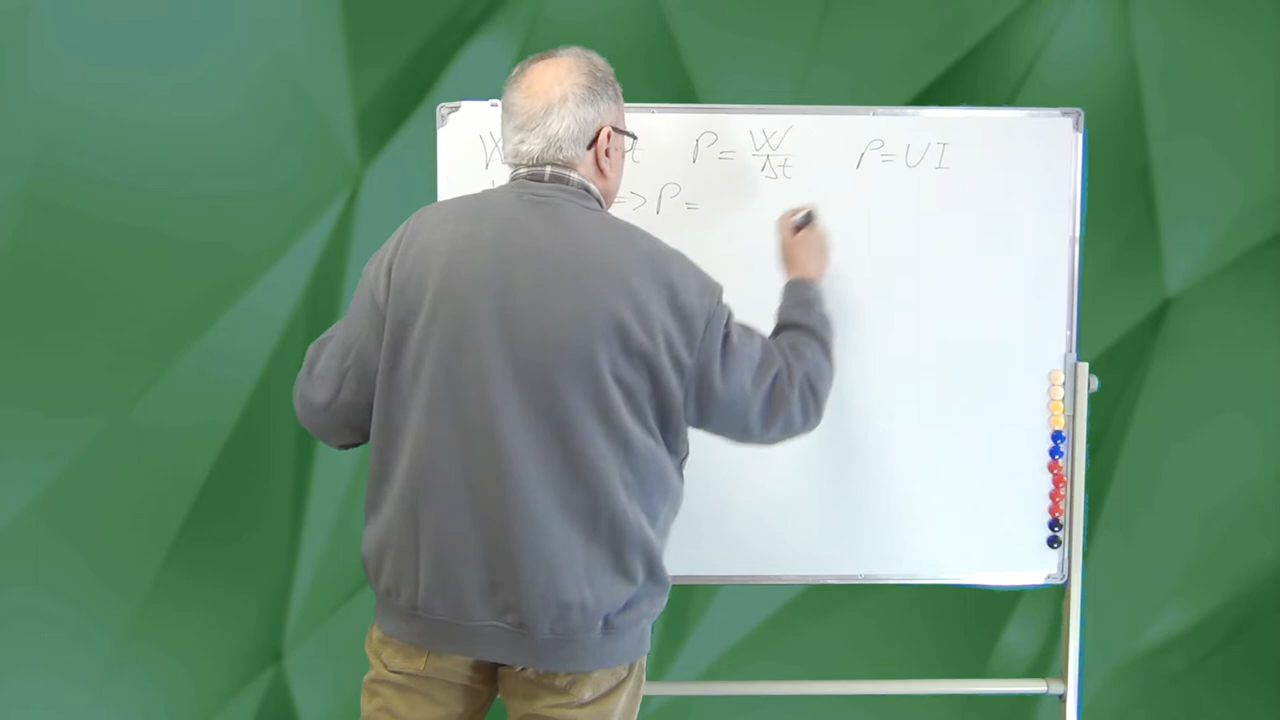 W t P = W/Δt P = UI
=> P =